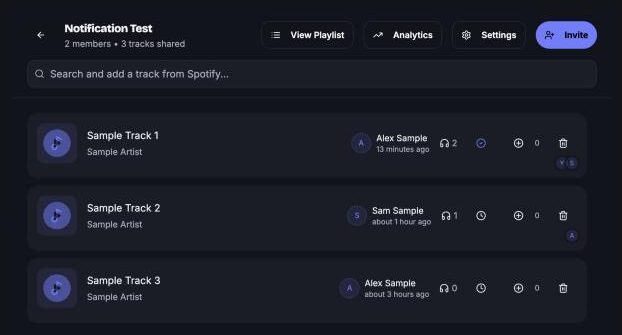 Notification Test
2 members • 3 tracks shared
View Playlist
Analytics
Settings
Invite
Search and add a track from Spotify...
Sample Track 1
Sample Artist
A
Alex Sample
13 minutes ago
2
0
Y S
Sample Track 2
Sample Artist
S
Sam Sample
about 1 hour ago
1
0
A
Sample Track 3
Sample Artist
A
Alex Sample
about 3 hours ago
0
0